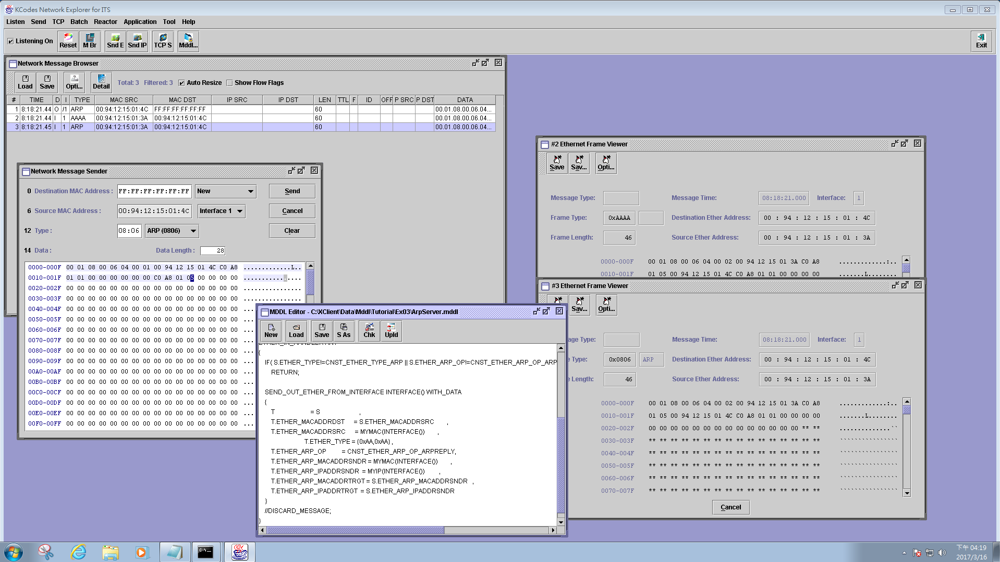 KCodes Network Explorer for ITS
Listen Send TCP Batch Reactor Application Tool Help
Listening On Reset M Br Snd E Snd IP TCP S Mddl... Exit
Network Message Browser
Load Save Opti... Detail Total: 3 Filtered: 3 Auto Resize Show Flow Flags
# TIME D I TYPE MAC SRC MAC DST IP SRC IP DST LEN TTL F ID OFF P SRC P DST DATA
1 8:18:21.44 O /1 ARP 00:94:12:15:01:4C FF:FF:FF:FF:FF:FF 60 00.01.08.00.06.04...
2 8:18:21.44 I 1 AAAA 00:94:12:15:01:3A 00:94:12:15:01:4C 60 00.01.08.00.06.04...
3 8:18:21.45 I 1 ARP 00:94:12:15:01:3A 00:94:12:15:01:4C 60 00.01.08.00.06.04...
Network Message Sender
0 Destination MAC Address : FF:FF:FF:FF:FF:FF New Send
6 Source MAC Address : 00:94:12:15:01:4C Interface 1 Cancel
12 Type : 08:06 ARP (0806) Clear
14 Data : Data Length : 28
0000-000F 00 01 08 00 06 04 00 01 00 94 12 15 01 4C C0 A8 .............L..
0010-001F 01 01 00 00 00 00 00 00 C0 A8 01 05 00 00 00 00 ................
0020-002F 00 00 00 00 00 00 00 00 00 00 00 00 00 00 00 00 ................
0030-003F 00 00 00 00 00 00 00 00 00 00 00 00 00 00 00 00 ................
0040-004F 00 00 00 00 00 00 00 00 00 00 00 00 00 00 00 00 ...
0050-005F 00 00 00 00 00 00 00 00 00 00 00 00 00 00 00 00 ...
0060-006F 00 00 00 00 00 00 00 00 00 00 00 00 00 00 00 00 ...
0070-007F 00 00 00 00 00 00 00 00 00 00 00 00 00 00 00 00 ...
0080-008F 00 00 00 00 00 00 00 00 00 00 00 00 00 00 00 00 ...
0090-009F 00 00 00 00 00 00 00 00 00 00 00 00 00 00 00 00 ...
00A0-00AF 00 00 00 00 00 00 00 00 00 00 00 00 00 00 00 00 ...
00B0-00BF 00 00 00 00 00 00 00 00 00 00 00 00 00 00 00 00 ...
00C0-00CF 00 00 00 00 00 00 00 00 00 00 00 00 00 00 00 00 ...
00D0-00DF 00 00 00 00 00 00 00 00 00 00 00 00 00 00 00 00 ...
00E0-00EF 00 00 00 00 00 00 00 00 00 00 00 00 00 00 00 00 ...
00F0-00FF 00 00 00 00 00 00 00 00 00 00 00 00 00 00 00 00 ...
#2 Ethernet Frame Viewer
Save Sav... Opti...
Message Type: Message Time: 08:18:21.000 Interface: 1
Frame Type: 0xAAAA Destination Ether Address: 00 : 94 : 12 : 15 : 01 : 4C
Frame Length: 46 Source Ether Address: 00 : 94 : 12 : 15 : 01 : 3A
0000-000F 00 01 08 00 06 04 00 02 00 94 12 15 01 3A C0 A8 .............:..
0010-001F 01 05 00 94 12 15 01 4C C0 A8 01 01 00 00 00 00 .......L........
#3 Ethernet Frame Viewer
Sav... Opti...
age Type: Message Time: 08:18:21.000 Interface: 1
e Type: 0x0806 ARP Destination Ether Address: 00 : 94 : 12 : 15 : 01 : 4C
e Length: 46 Source Ether Address: 00 : 94 : 12 : 15 : 01 : 3A
0000-000F 00 01 08 00 06 04 00 02 00 94 12 15 01 3A C0 A8 .............:..
0010-001F 01 05 00 94 12 15 01 4C C0 A8 01 01 00 00 00 00 .......L........
0020-002F 00 00 00 00 00 00 00 00 00 00 00 00 00 00 ** ** ..............``
0030-003F ** ** ** ** ** ** ** ** ** ** ** ** ** ** ** ** ````````````````
0040-004F ** ** ** ** ** ** ** ** ** ** ** ** ** ** ** ** ````````````````
0050-005F ** ** ** ** ** ** ** ** ** ** ** ** ** ** ** ** ````````````````
0060-006F ** ** ** ** ** ** ** ** ** ** ** ** ** ** ** ** ````````````````
0070-007F ** ** ** ** ** ** ** ** ** ** ** ** ** ** ** ** ````````````````
Cancel
MDDL Editor - C:\XClient\Data\Mddl\Tutorial\Ex03\ArpServer.mddl
New Load Save S As Chk Upld
{
IF( S.ETHER_TYPE!=CNST_ETHER_TYPE_ARP || S.ETHER_ARP_OP!=CNST_ETHER_ARP_OP_ARP
RETURN;
SEND_OUT_ETHER_FROM_INTERFACE INTERFACE() WITH_DATA
{
T = S ,
T.ETHER_MACADDRDST = S.ETHER_MACADDRSRC ,
T.ETHER_MACADDRSRC = MYMAC(INTERFACE()) ,
T.ETHER_TYPE = {0xAA,0xAA} ,
T.ETHER_ARP_OP = CNST_ETHER_ARP_OP_ARPREPLY,
T.ETHER_ARP_MACADDRSNDR = MYMAC(INTERFACE()) ,
T.ETHER_ARP_IPADDRSNDR = MYIP(INTERFACE()) ,
T.ETHER_ARP_MACADDRTRGT = S.ETHER_ARP_MACADDRSNDR ,
T.ETHER_ARP_IPADDRTRGT = S.ETHER_ARP_IPADDRSNDR
}
//DISCARD_MESSAGE;
}
C:\
下午 04:19
2017/3/16